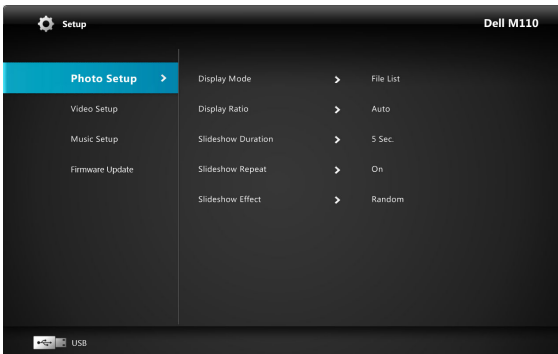 Setup
Dell M110
Photo Setup
Display Mode
File List
Video Setup
Display Ratio
Auto
Music Setup
Slideshow Duration
5 Sec.
Firmware Update
Slideshow Repeat
On
Slideshow Effect
Random
USB